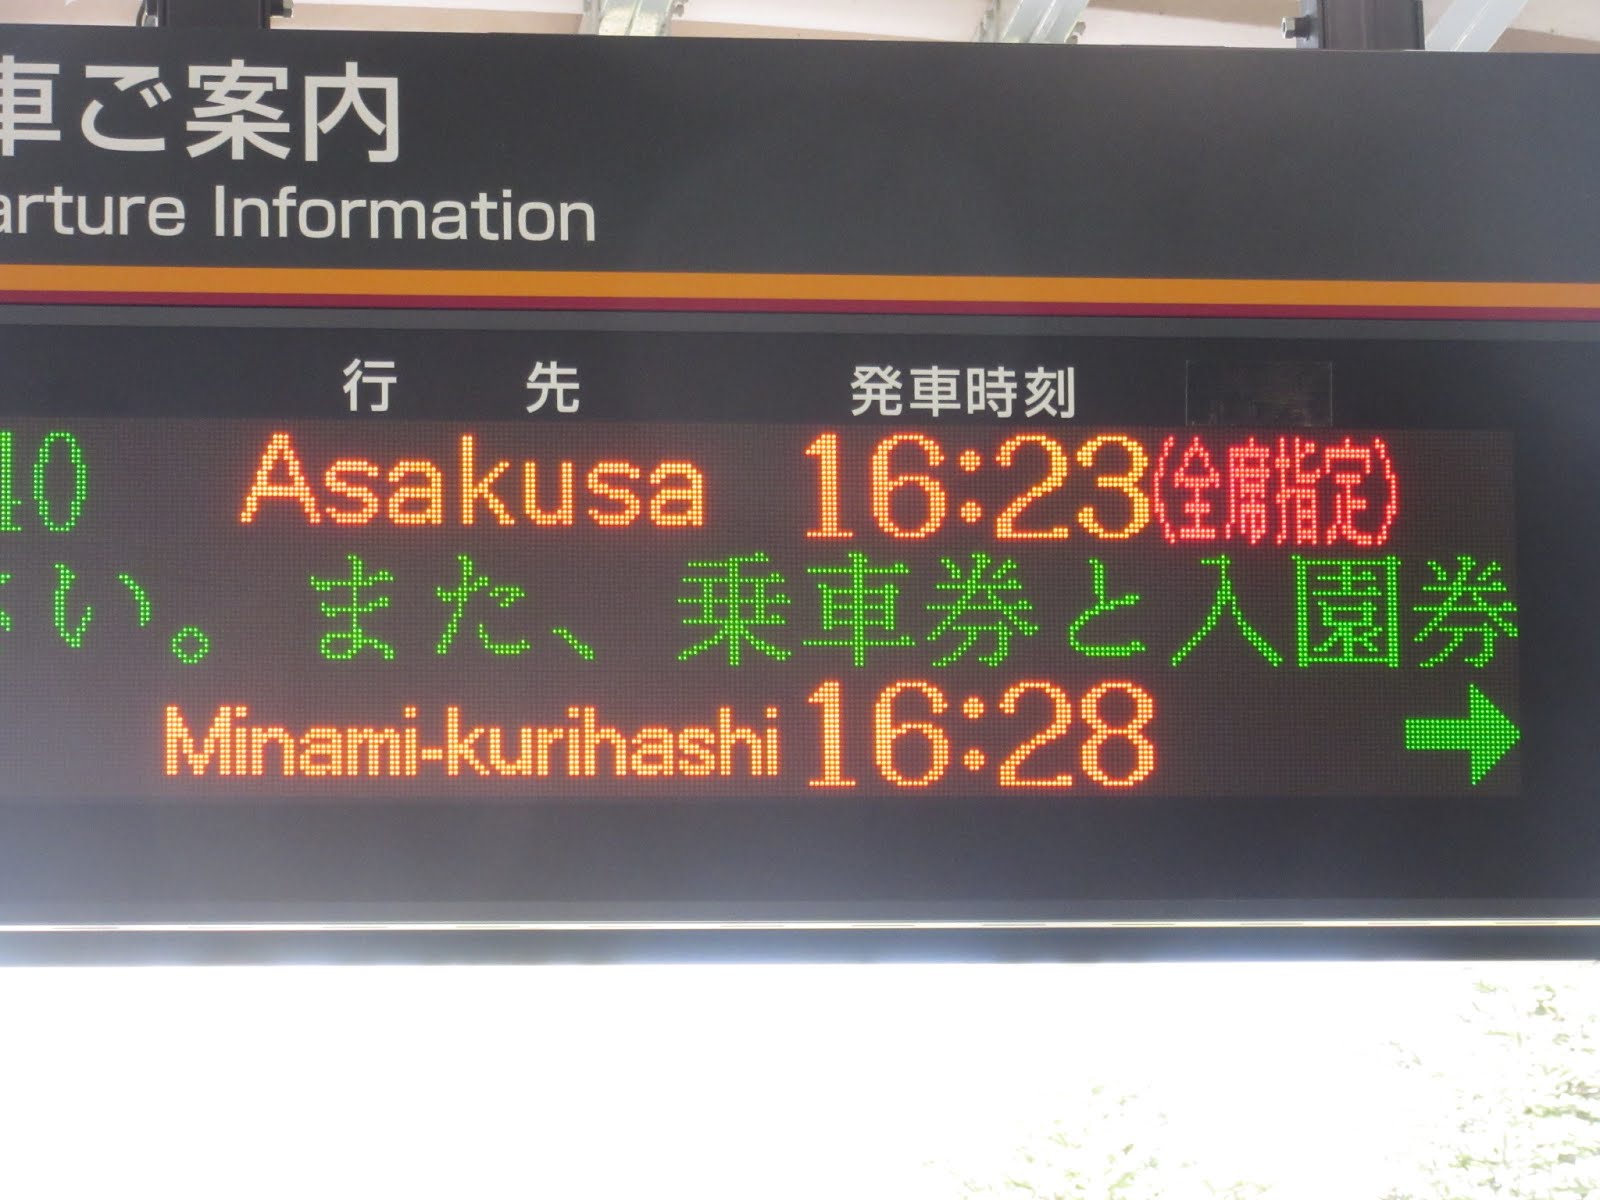 車ご案内
arture Information
行先 発車時刻
40 Asakusa 16:23(全席指定)
さい。また、乗車券と入園券
Minami-kurihashi 16:28 →